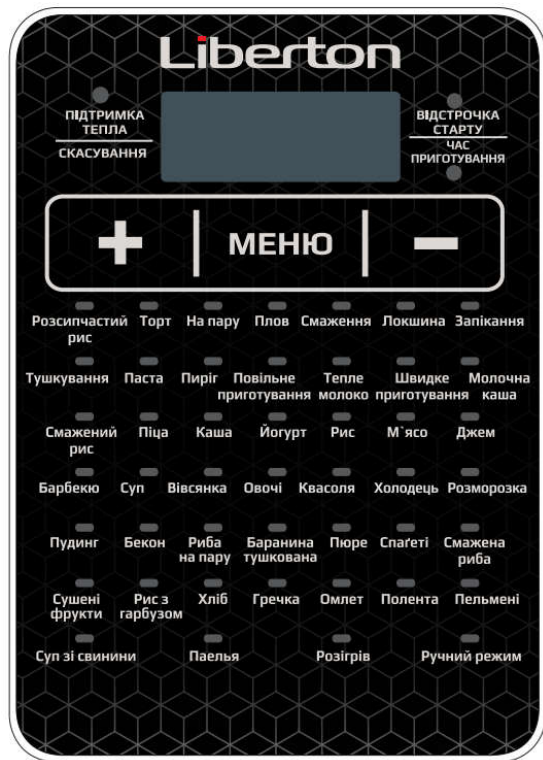 Liberton
ПІДТРИМКА
ТЕПЛА
СКАСУВАННЯ
ВІДСТРОЧКА
СТАРТУ
ЧАС
ПРИГОТУВАННЯ
+ МЕНЮ −
Розсипчастий рис Торт На пару Плов Смаження Локшина Запікання
Тушкування Паста Пиріг Повільне приготування Тепле молоко Швидке приготування Молочна каша
Смажений рис Піца Каша Йогурт Рис М`ясо Джем
Барбекю Суп Вівсянка Овочі Квасоля Холодець Розморозка
Пудинг Бекон Риба на пару Баранина тушкована Пюре Спаґеті Смажена риба
Сушені фрукти Рис з гарбузом Хліб Гречка Омлет Полента Пельмені
Суп зі свинини Паелья Розігрів Ручний режим